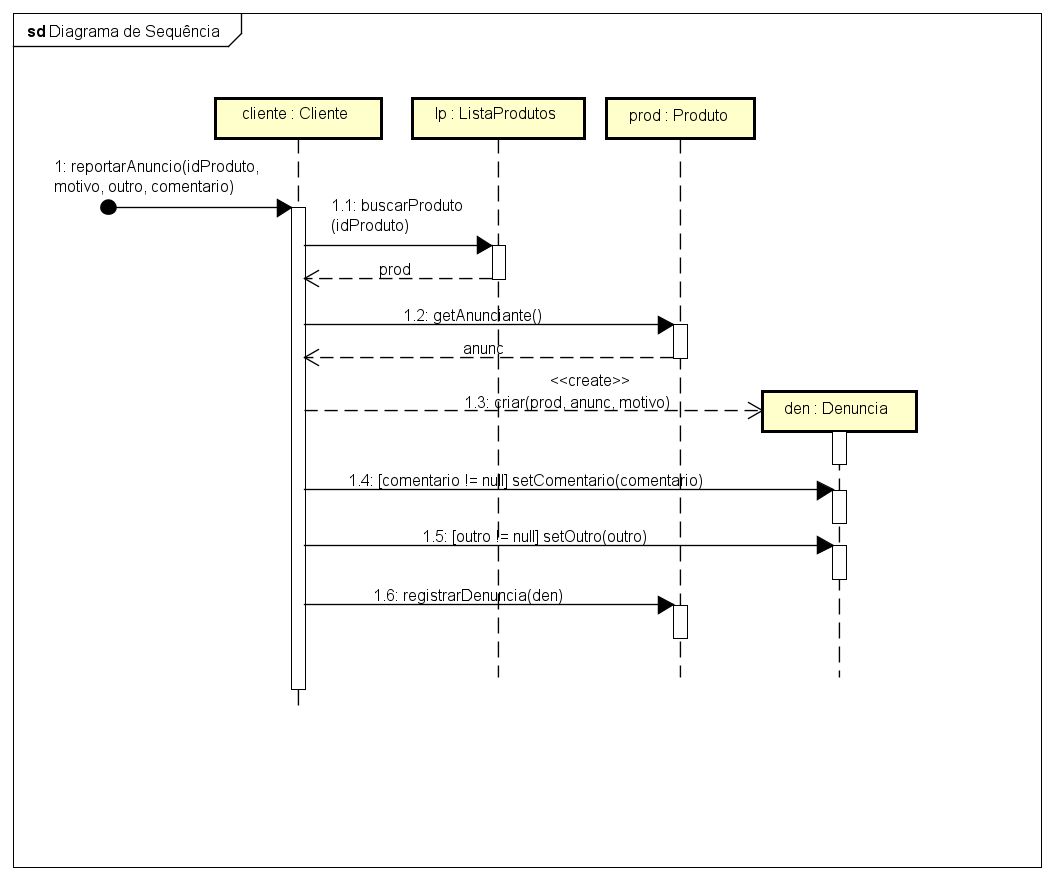 sd Diagrama de Sequência
cliente : Cliente
lp : ListaProdutos
prod : Produto
1: reportarAnuncio(idProduto,
motivo, outro, comentario)
1.1: buscarProduto
(idProduto)
prod
1.2: getAnunciante()
anunc
<<create>>
1.3: criar(prod, anunc, motivo)
den : Denuncia
1.4: [comentario != null] setComentario(comentario)
1.5: [outro != null] setOutro(outro)
1.6: registrarDenuncia(den)